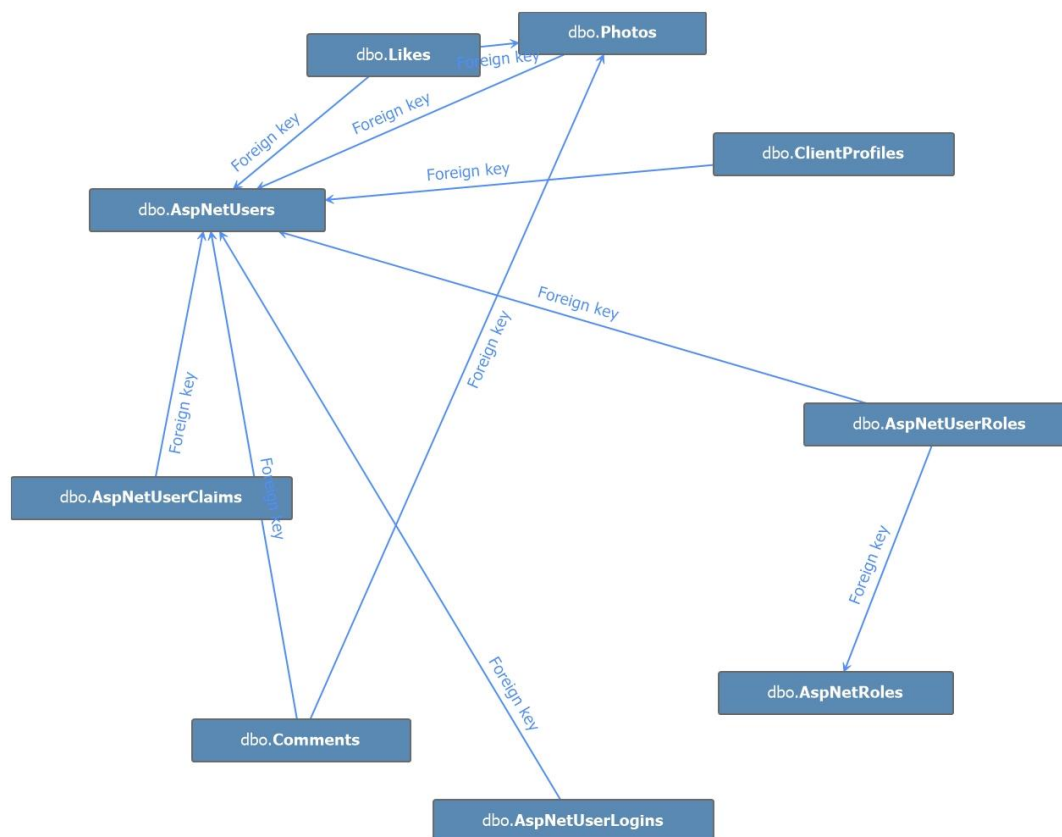 dbo.Photos
dbo.Likes
Foreign key
Foreign key
Foreign key
dbo.ClientProfiles
Foreign key
dbo.AspNetUsers
Foreign key
Foreign key
dbo.AspNetUserRoles
Foreign key
dbo.AspNetUserClaims
Foreign key
Foreign key
dbo.AspNetRoles
Foreign key
dbo.Comments
dbo.AspNetUserLogins